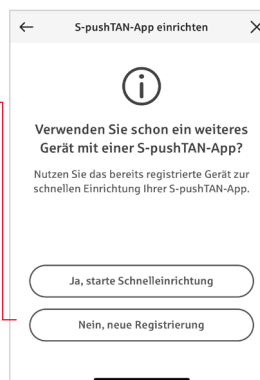 S-pushTAN-App einrichten
Verwenden Sie schon ein weiteres
Gerät mit einer S-pushTAN-App?
Nutzen Sie das bereits registrierte Gerät zur
schnellen Einrichtung Ihrer S-pushTAN-App.
Ja, starte Schnelleinrichtung
Nein, neue Registrierung